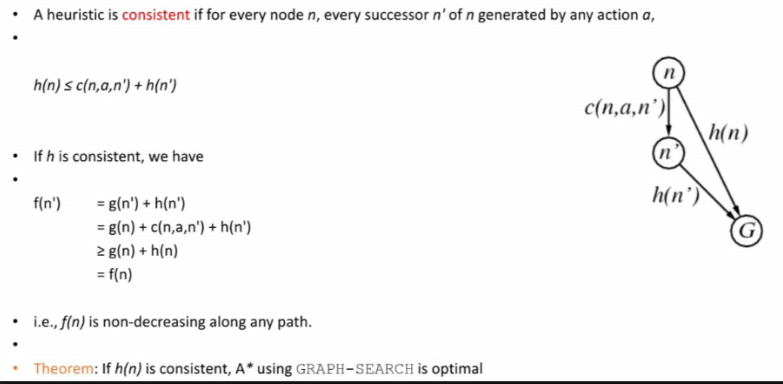 • A heuristic is consistent if for every node n, every successor n' of n generated by any action a,
•
h(n) ≤ c(n,a,n') + h(n')
• If h is consistent, we have
•
f(n') = g(n') + h(n')
= g(n) + c(n,a,n') + h(n')
≥ g(n) + h(n)
= f(n)
• i.e., f(n) is non-decreasing along any path.
•
• Theorem: If h(n) is consistent, A* using GRAPH-SEARCH is optimal
n
c(n,a,n’)
h(n)
n’
h(n’)
G